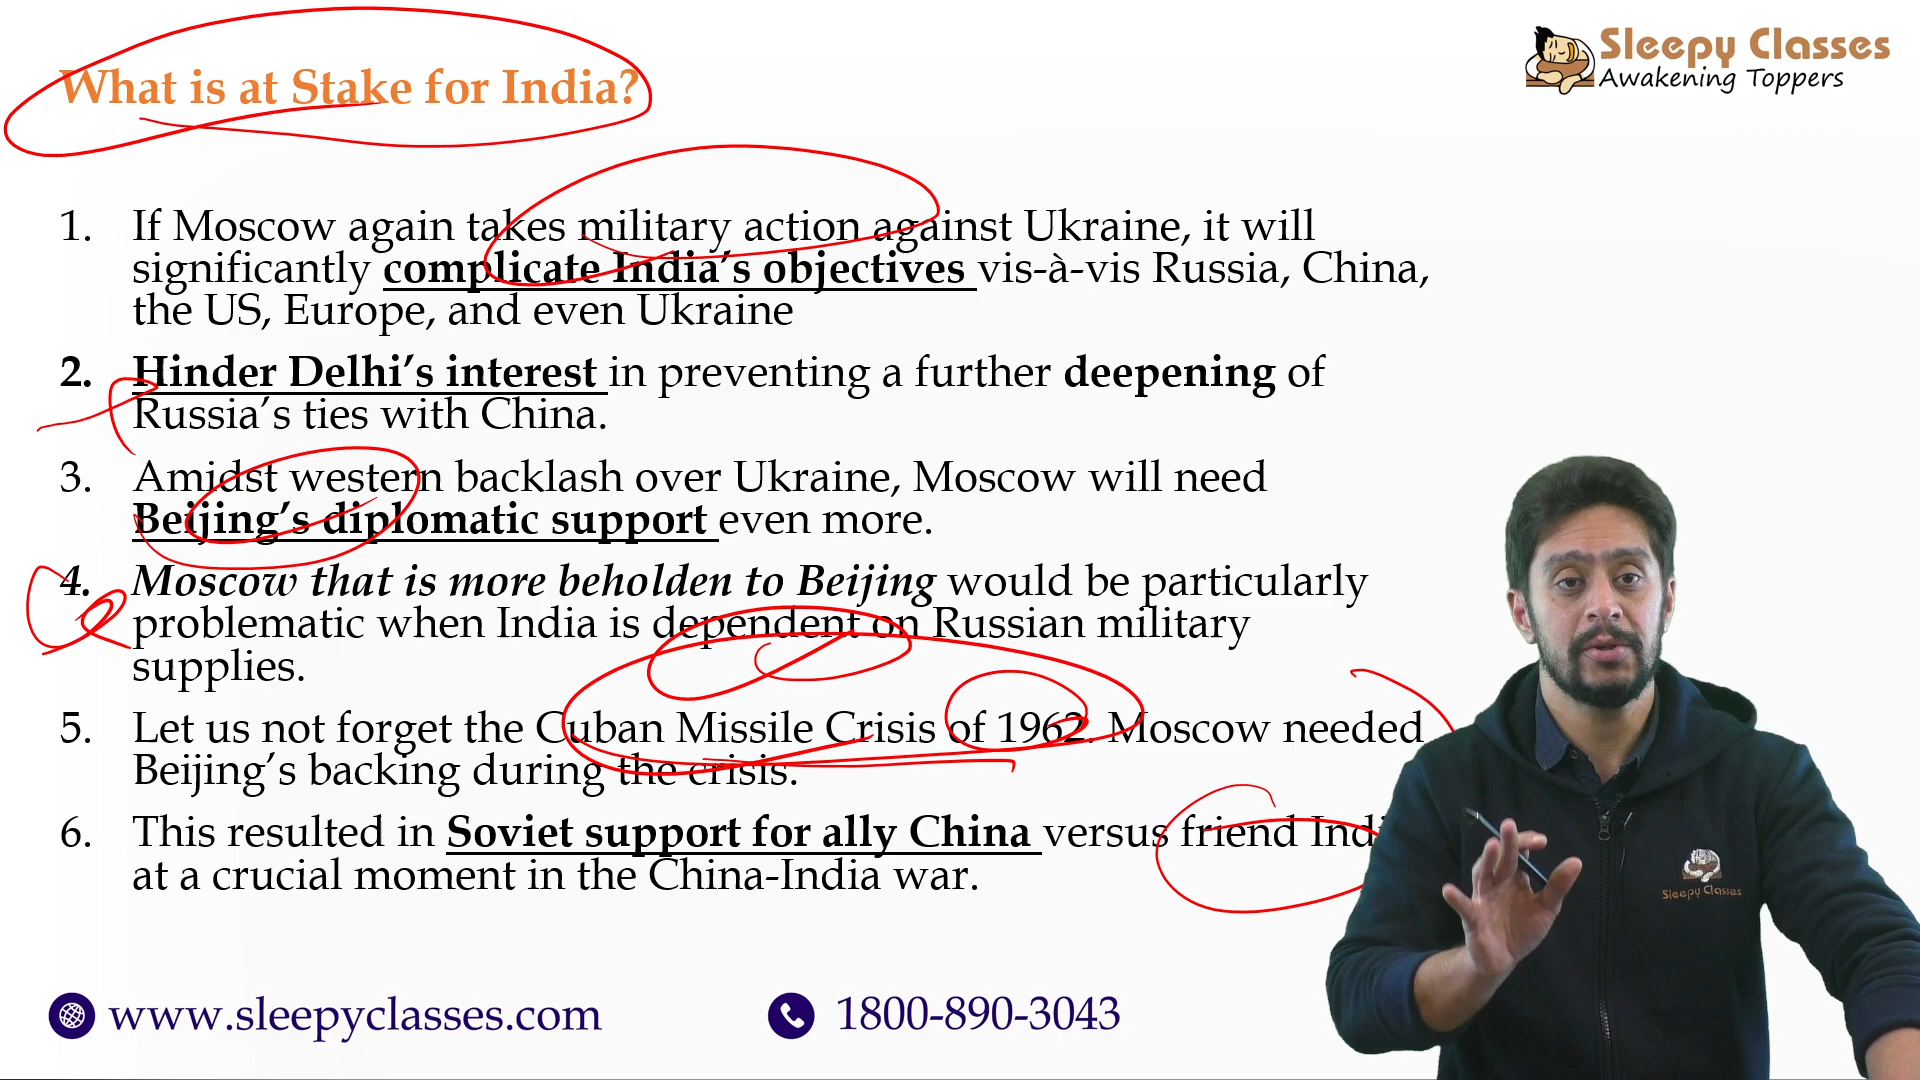 What is at Stake for India?
Sleepy Classes
Awakening Toppers
1. If Moscow again takes military action against Ukraine, it will
significantly complicate India’s objectives vis-à-vis Russia, China,
the US, Europe, and even Ukraine
2. Hinder Delhi’s interest in preventing a further deepening of
Russia’s ties with China.
3. Amidst western backlash over Ukraine, Moscow will need
Beijing’s diplomatic support even more.
4. Moscow that is more beholden to Beijing would be particularly
problematic when India is dependent on Russian military
supplies.
5. Let us not forget the Cuban Missile Crisis of 1962. Moscow needed
Beijing’s backing during the crisis.
6. This resulted in Soviet support for ally China versus friend
at a crucial moment in the China-India war.
Sleepy Classes
www.sleepyclasses.com
1800-890-3043